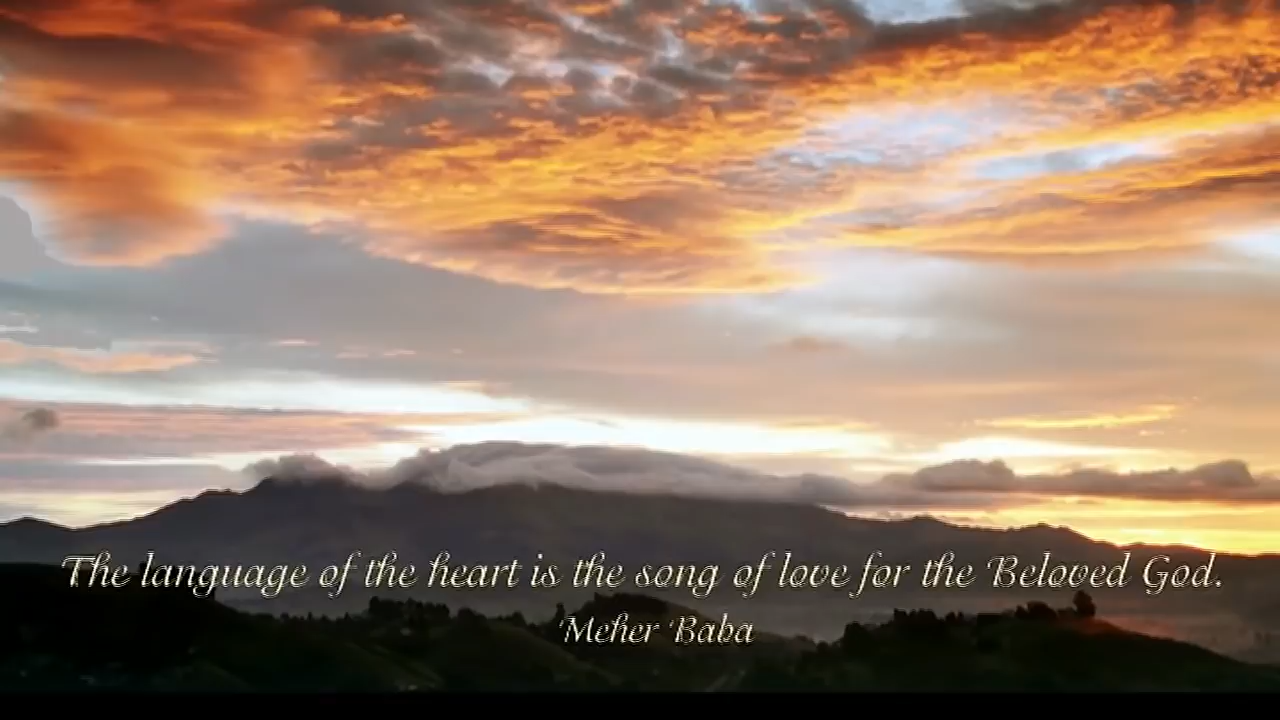 The language of the heart is the song of love for the Beloved God.
Meher Baba